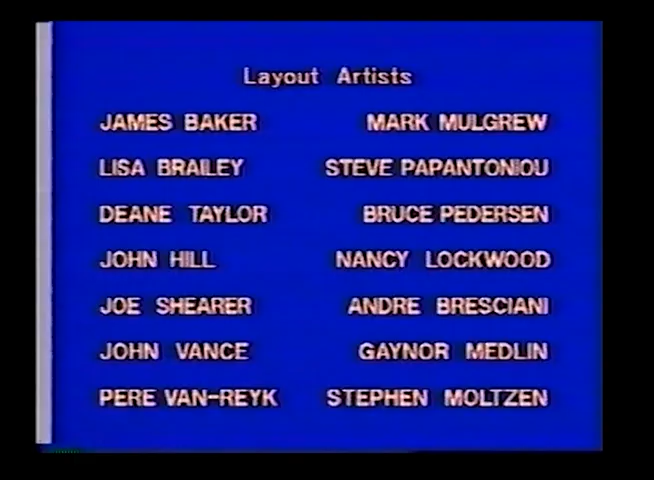 Layout Artists
JAMES BAKER MARK MULGREW
LISA BRAILEY STEVE PAPANTONIOU
DEANE TAYLOR BRUCE PEDERSEN
JOHN HILL NANCY LOCKWOOD
JOE SHEARER ANDRE BRESCIANI
JOHN VANCE GAYNOR MEDLIN
PERE VAN-REYK STEPHEN MOLTZEN